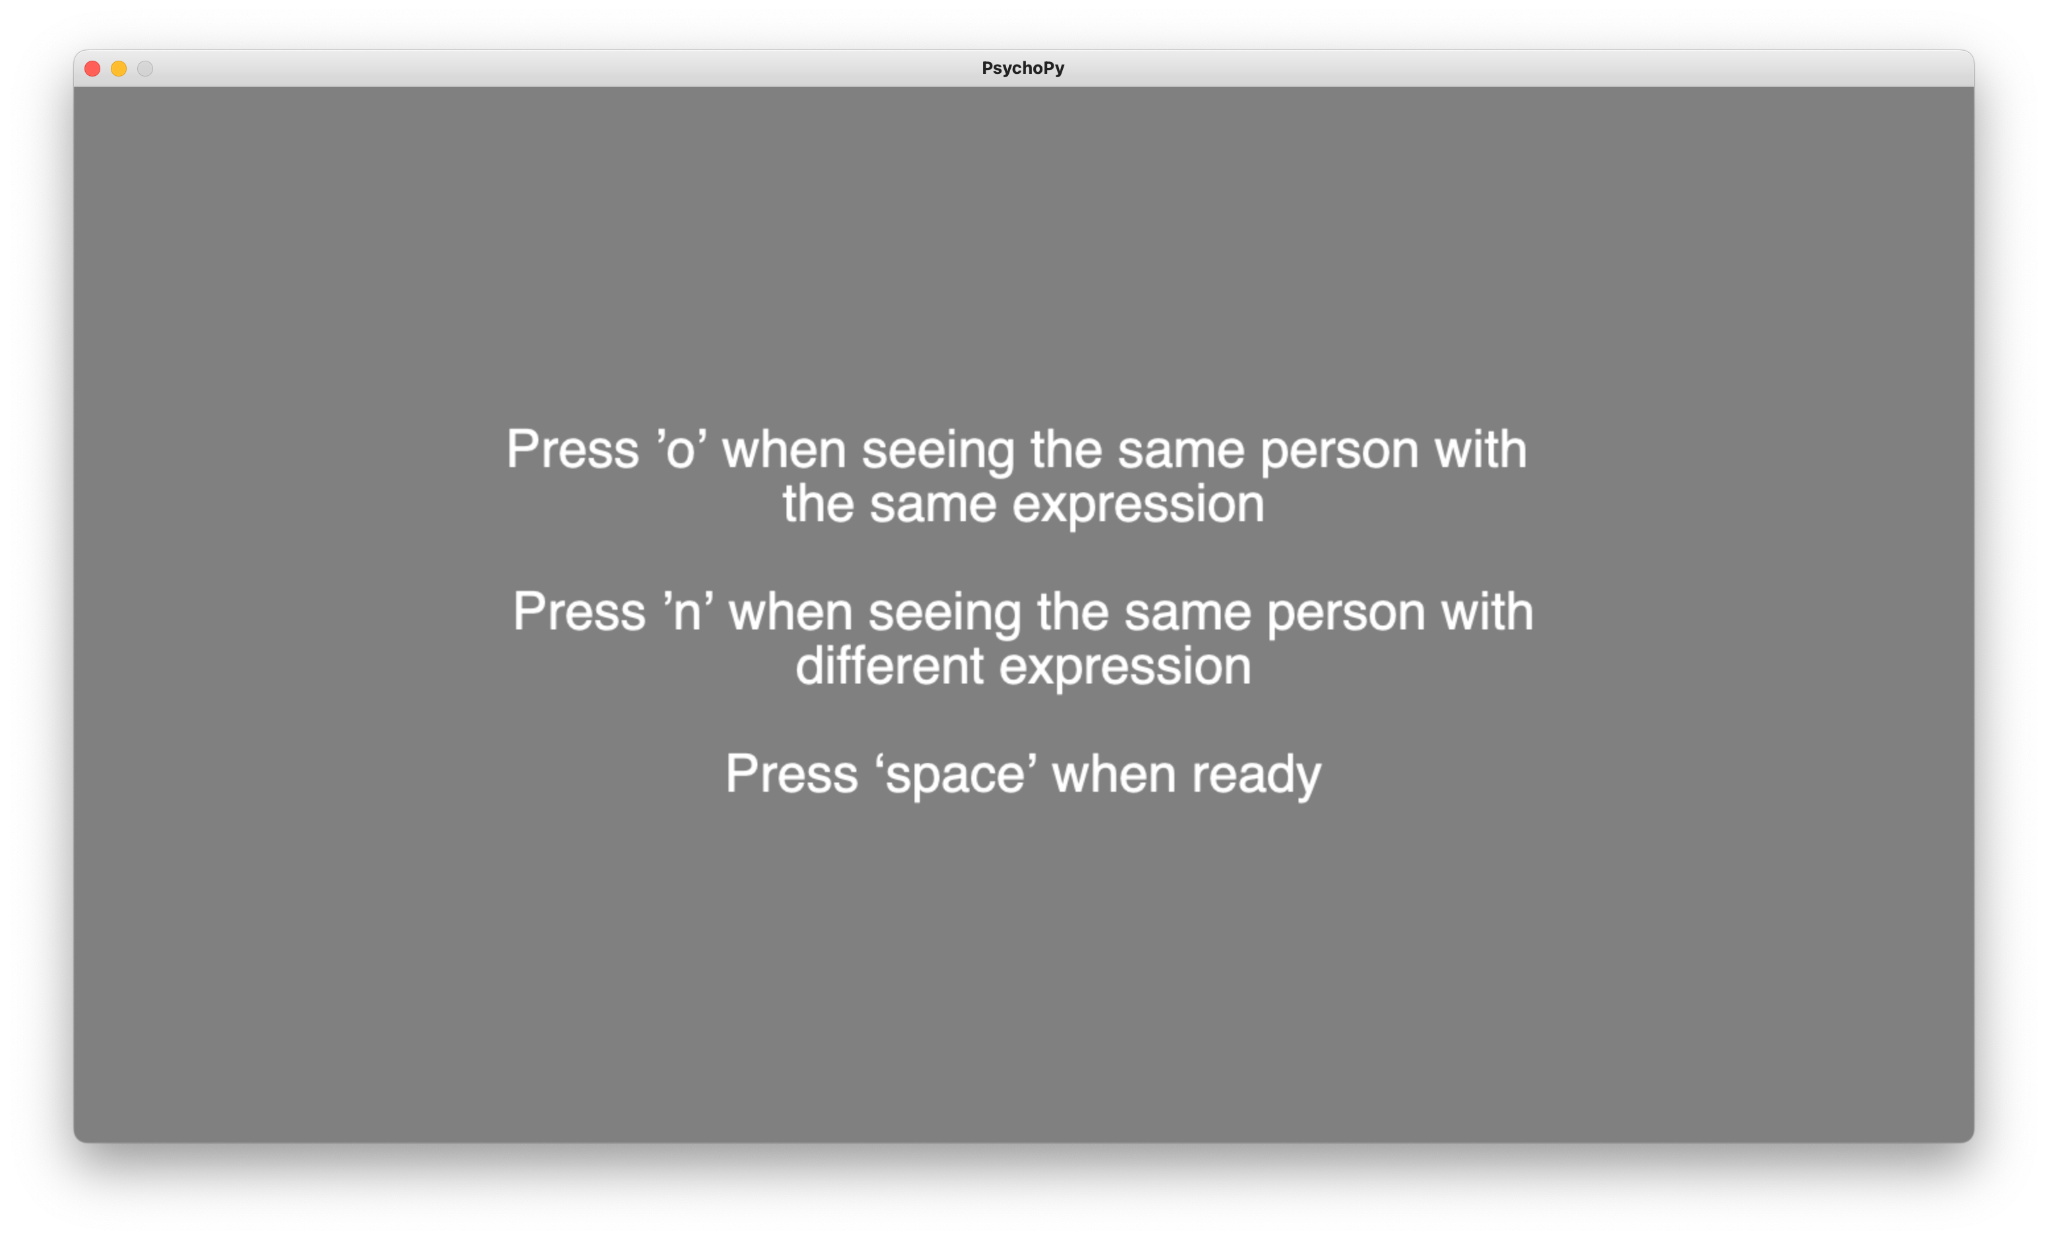 PsychoPy
Press ’o’ when seeing the same person with
the same expression
Press ’n’ when seeing the same person with
different expression
Press ‘space’ when ready